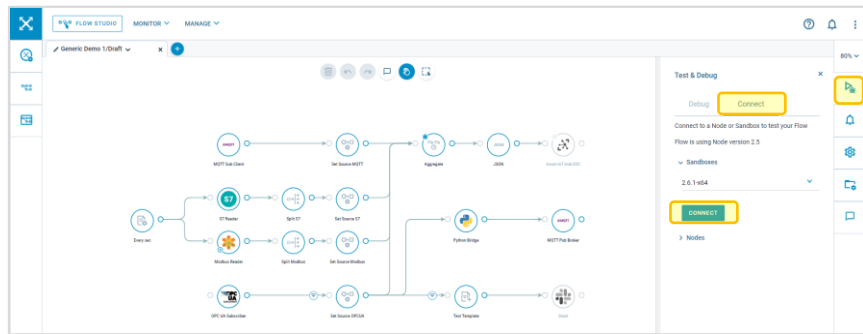 FLOW STUDIO MONITOR MANAGE
Generic Demo 1/Draft x
80%
Test & Debug x
Debug Connect
Connect to a Node or Sandbox to test your Flow
Flow is using Node version 2.5
Sandboxes
2.6.1-x64
CONNECT
Nodes
MQTT Sub Client
Set Source MQTT
Aggregate
JSON
JSON
S7
S7 Reader
Split S7
Set Source S7
Every sec
Modbus Reader
Split Modbus
Set Source Modbus
Python Bridge
MQTT Pub Broker
OPC UA
OPC UA Subscriber
Set Source OPCUA
Text Template
Slack